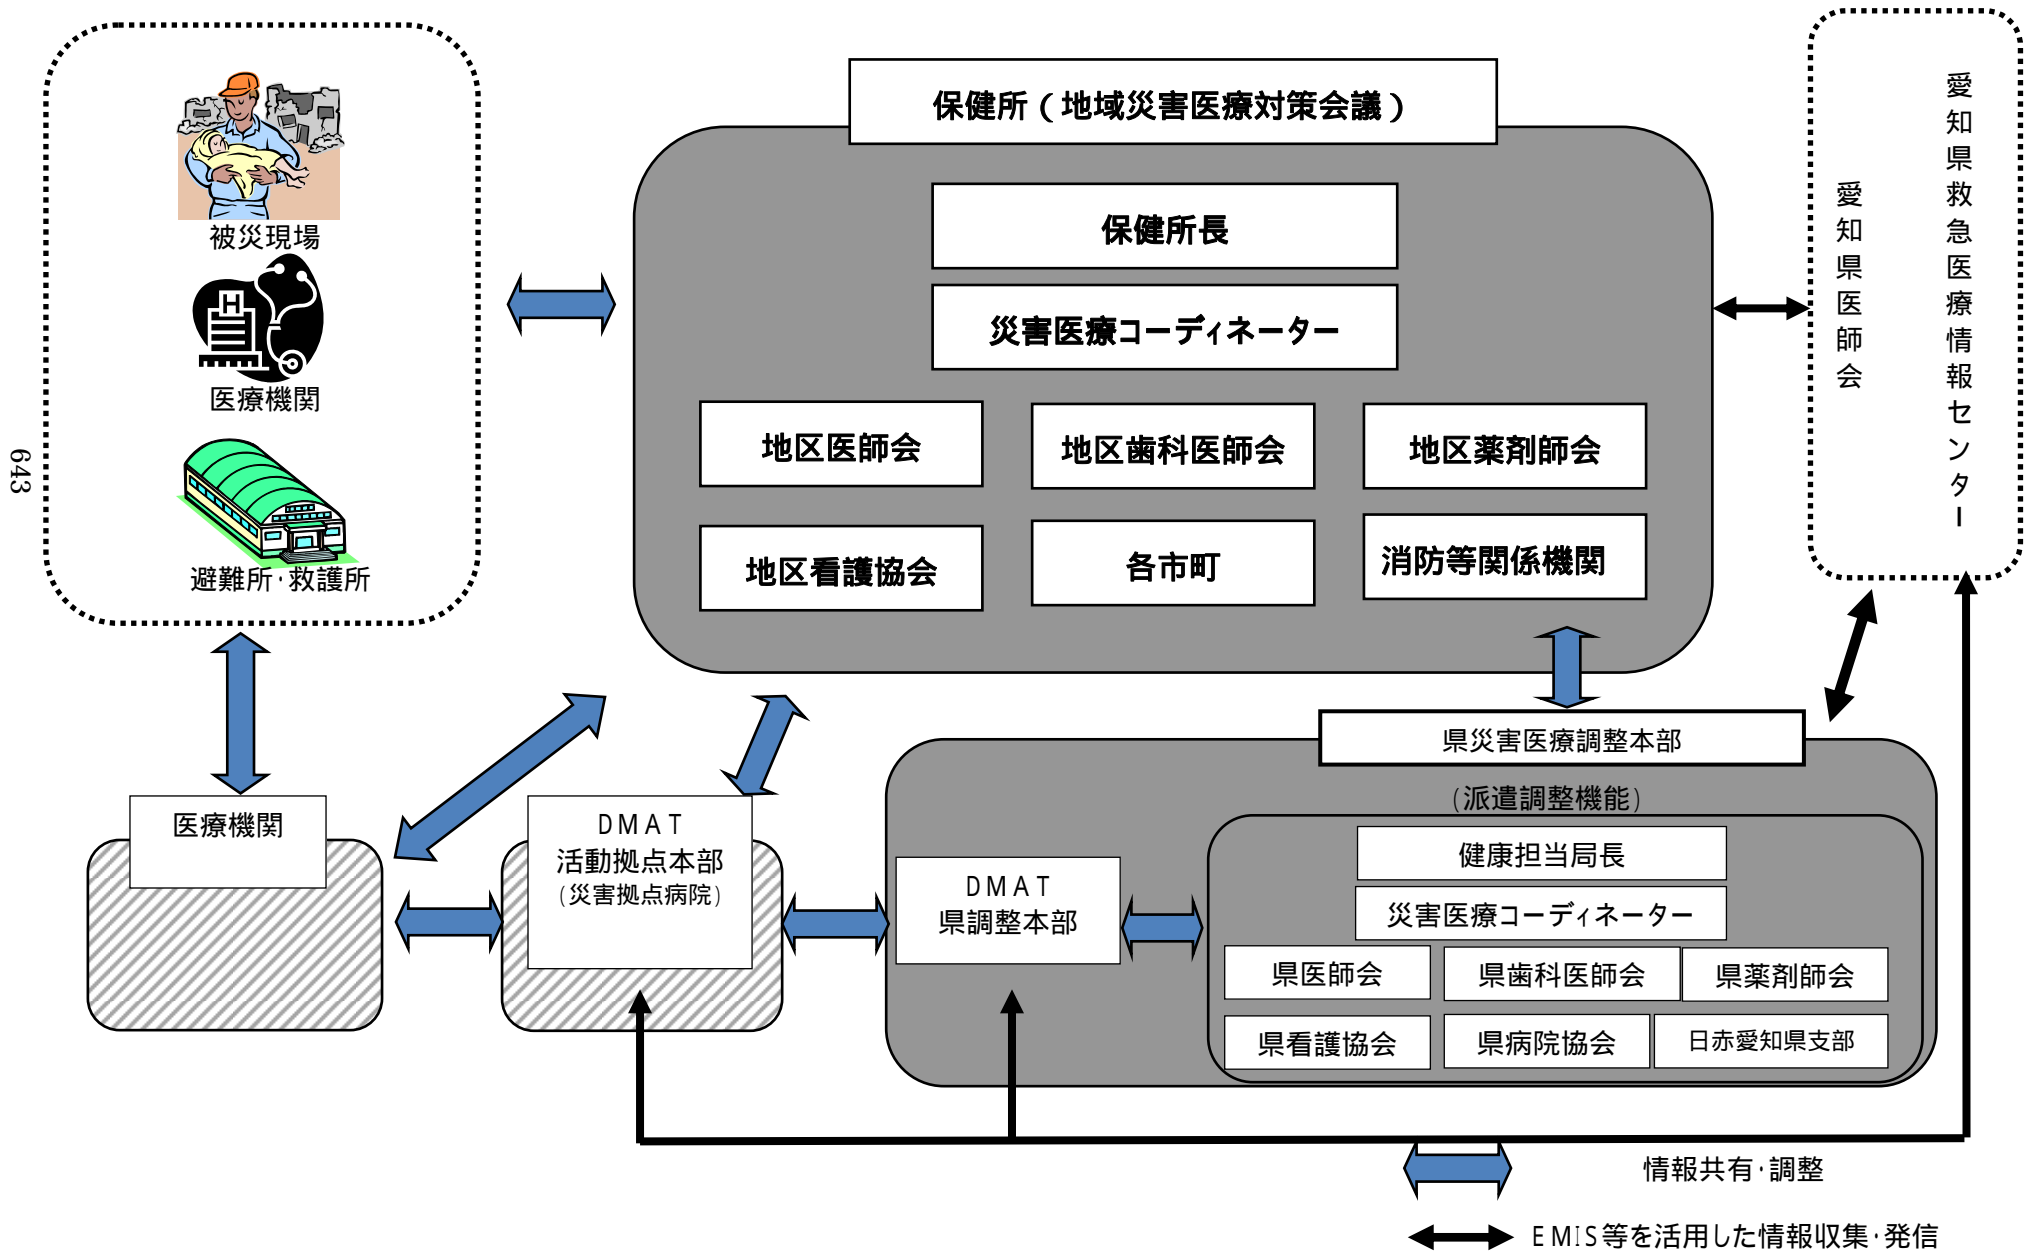 643
被災現場
医療機関
避難所・救護所
保健所（地域災害医療対策会議）
保健所長
災害医療コーディネーター
地区医師会
地区歯科医師会
地区薬剤師会
地区看護協会
各市町
消防等関係機関
愛知県救急医療情報センター
愛知県医師会
医療機関
DMAT
活動拠点本部
（災害拠点病院）
県災害医療調整本部
（派遣調整機能）
DMAT
県調整本部
健康担当局長
災害医療コーディネーター
県医師会
県歯科医師会
県薬剤師会
県看護協会
県病院協会
日赤愛知県支部
情報共有・調整
EMIS等を活用した情報収集・発信